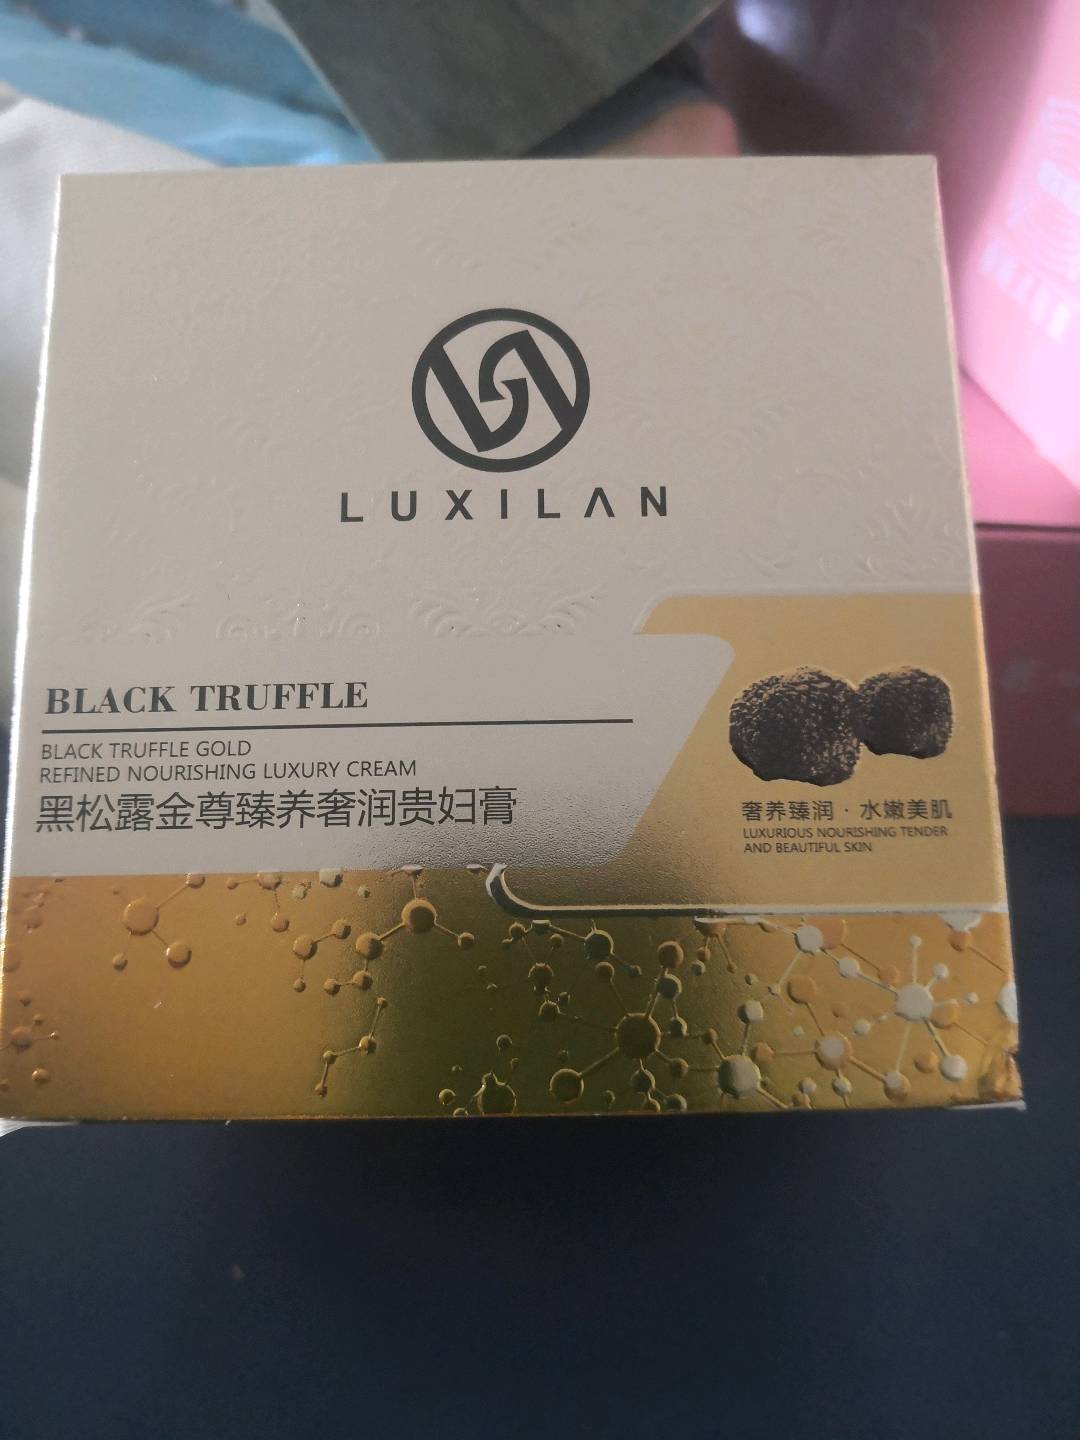 LUXILAN
BLACK TRUFFLE
BLACK TRUFFLE GOLD
REFINED NOURISHING LUXURY CREAM
黑松露金尊臻养奢润贵妇膏
奢养臻润·水嫩美肌
LUXURIOUS NOURISHING TENDER
AND BEAUTIFUL SKIN